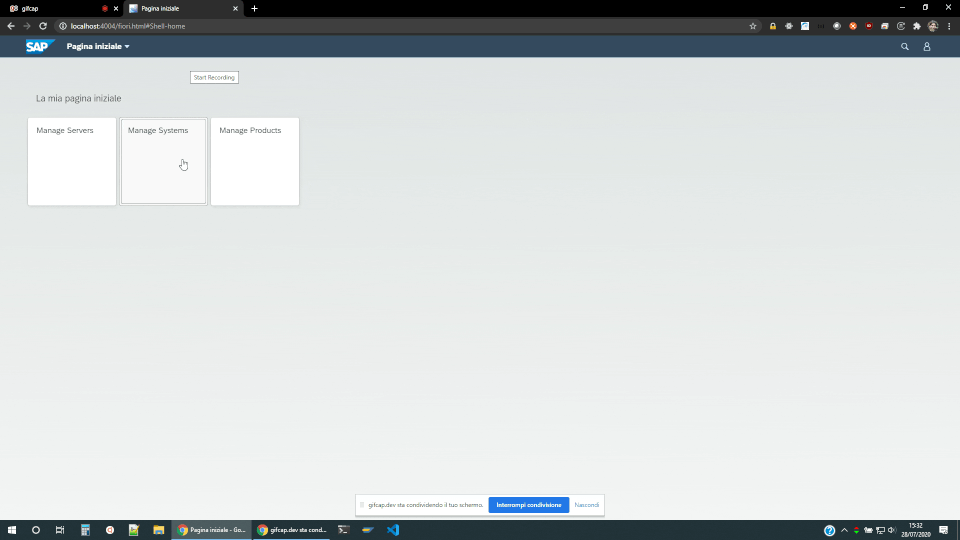 gifcap
Pagina iniziale
localhost:4004/fiori.html#Shell-home
SAP
Pagina iniziale
Start Recording
La mia pagina iniziale
Manage Servers
Manage Systems
Manage Products
gifcap.dev sta condividendo il tuo schermo.
Interrompi condivisione
Nascondi
Pagina iniziale - Go...
gifcap.dev sta cond...
15:32
28/07/2020